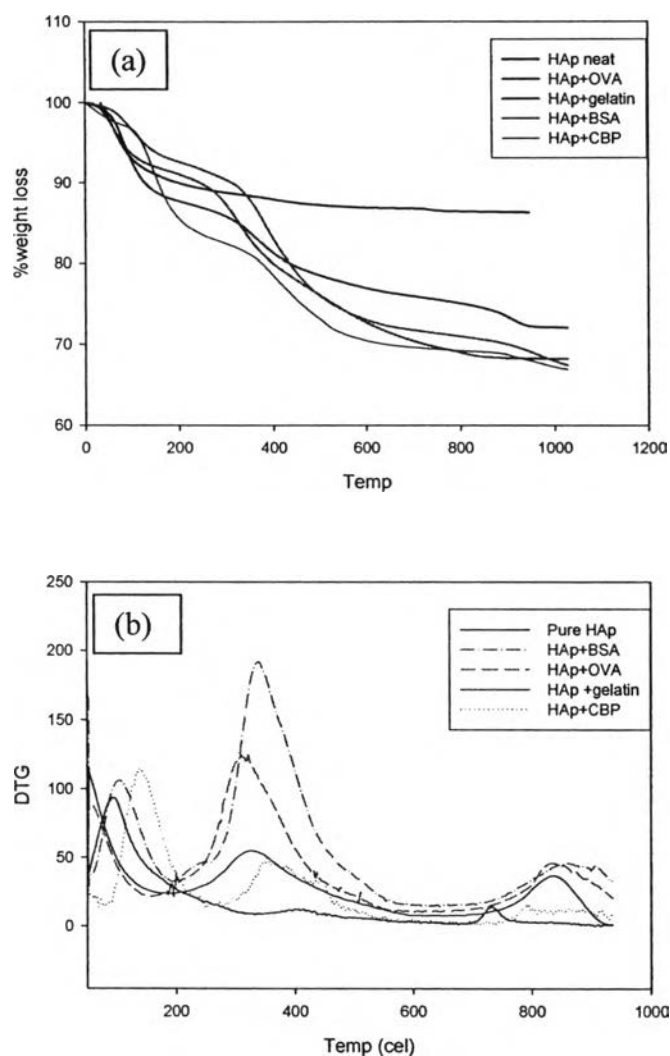 (a)
110
100
90
80
70
60
%weight loss
0 200 400 600 800 1000 1200
Temp
HAp neat
HAp+OVA
HAp+gelatin
HAp+BSA
HAp+CBP
(b)
250
200
150
100
50
0
DTG
200 400 600 800 1000
Temp (cel)
Pure HAp
HAp+BSA
HAp+OVA
HAp +gelatin
HAp+CBP